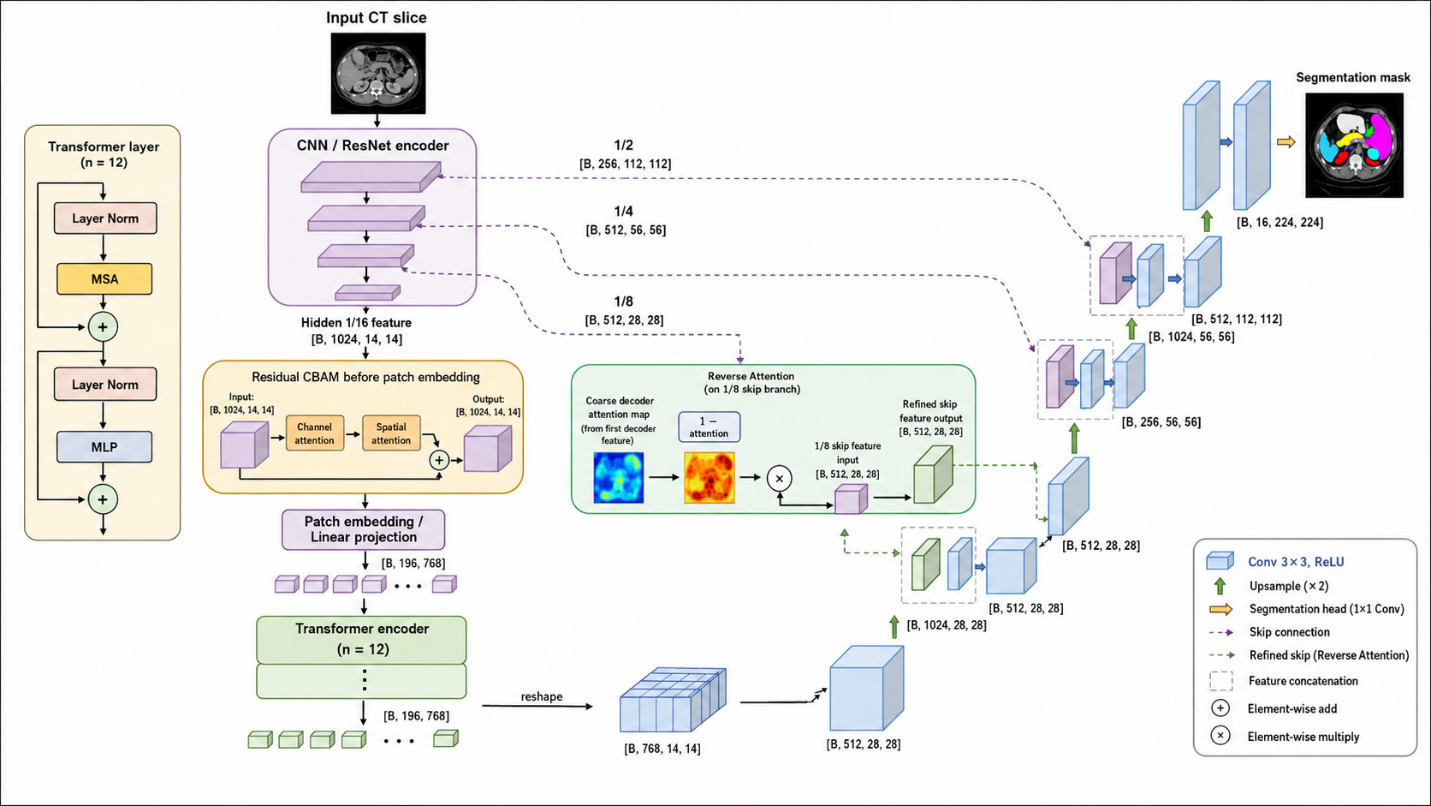 Input CT slice
Transformer layer
(n = 12)
Layer Norm
MSA
+
Layer Norm
MLP
+
CNN / ResNet encoder
Hidden 1/16 feature
[B, 1024, 14, 14]
1/2
[B, 256, 112, 112]
1/4
[B, 512, 56, 56]
1/8
[B, 512, 28, 28]
Residual CBAM before patch embedding
Input:
[B, 1024, 14, 14]
Channel
attention
Spatial
attention
+
Output:
[B, 1024, 14, 14]
Patch embedding /
Linear projection
[B, 196, 768]
Transformer encoder
(n = 12)
[B, 196, 768]
reshape
[B, 768, 14, 14]
[B, 512, 28, 28]
Reverse Attention
(on 1/8 skip branch)
Coarse decoder
attention map
(from first decoder
feature)
1 −
attention
×
1/8 skip feature
input
[B, 512, 28, 28]
Refined skip
feature output
[B, 512, 28, 28]
[B, 1024, 28, 28]
[B, 512, 28, 28]
[B, 512, 28, 28]
[B, 256, 56, 56]
[B, 1024, 56, 56]
[B, 512, 112, 112]
[B, 16, 224, 224]
Segmentation mask
Conv 3×3, ReLU
Upsample (×2)
Segmentation head (1×1 Conv)
Skip connection
Refined skip (Reverse Attention)
Feature concatenation
+
Element-wise add
×
Element-wise multiply